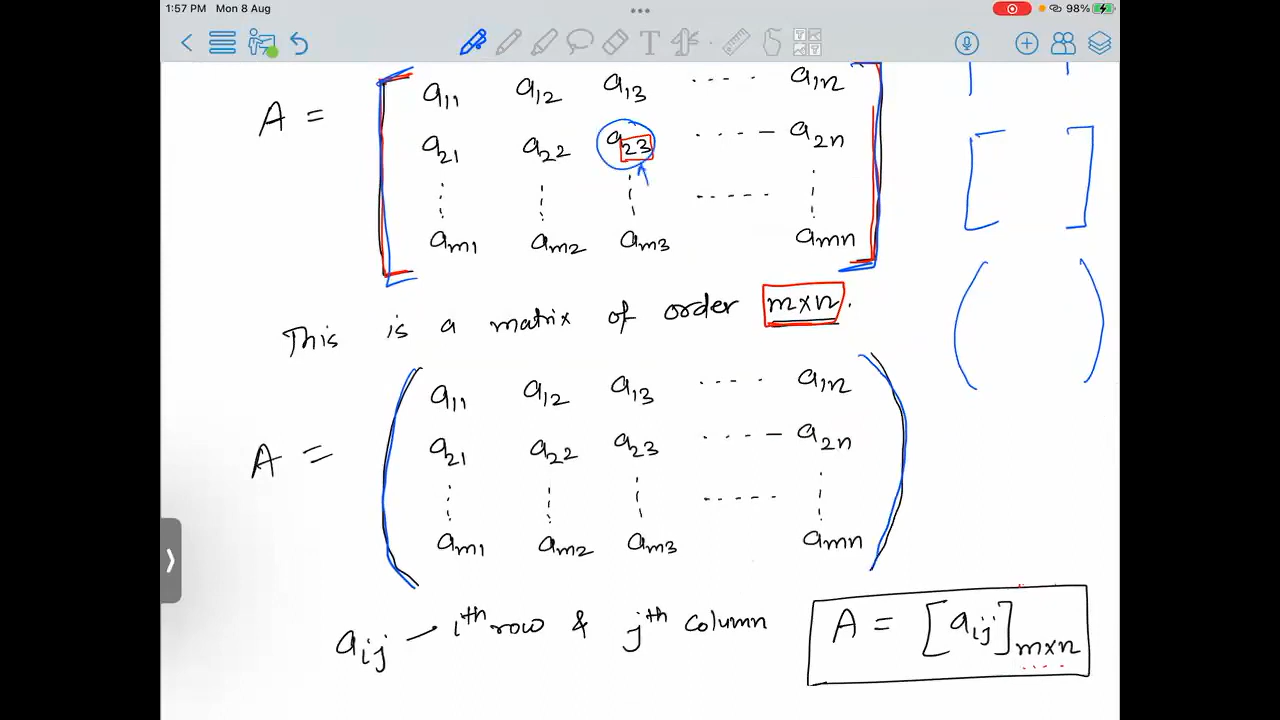 1:57 PM Mon 8 Aug 98%
T
a11 a12 a13 ..... a1n
A =
a21 a22 a23 ..... a2n
am1 am2 am3 amn
This is a matrix of order m×n.
a11 a12 a13 ..... a1n
A =
a21 a22 a23 ..... a2n
am1 am2 am3 amn
aij — ith row & jth column
A = [aij]m×n